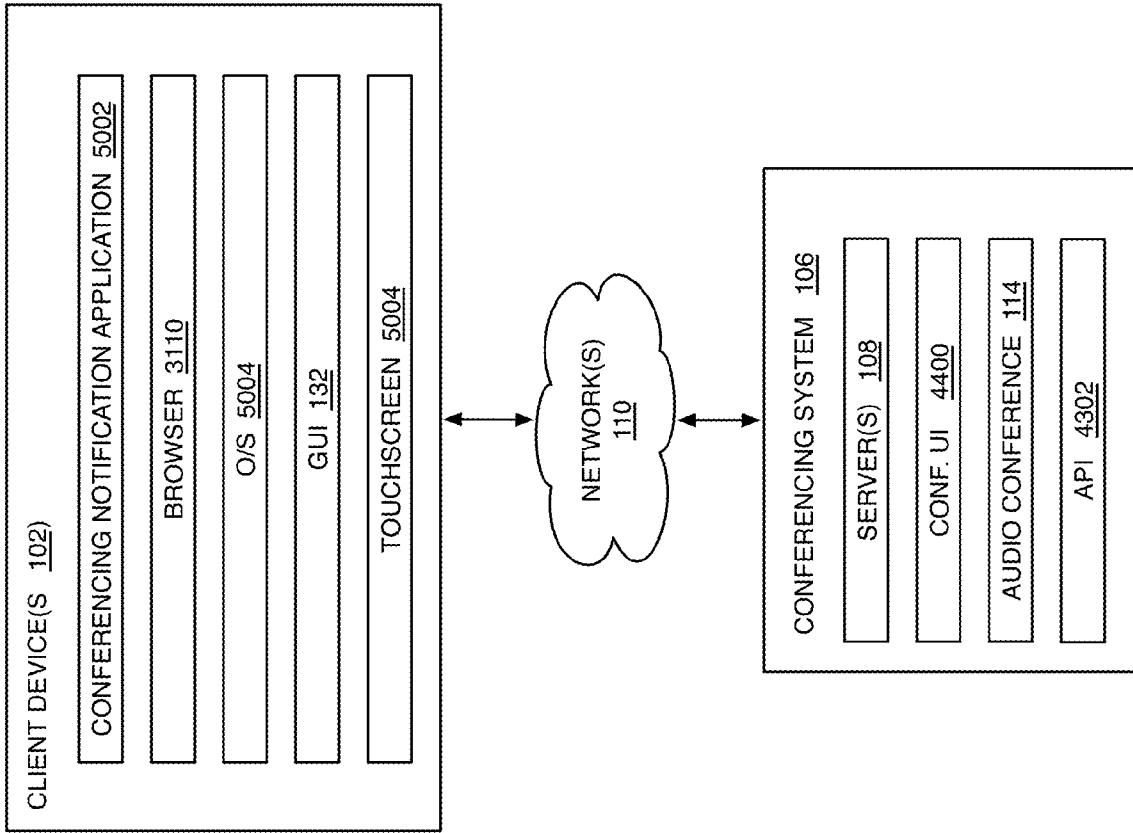 CLIENT DEVICE(S 102)
CONFERENCING NOTIFICATION APPLICATION 5002
BROWSER 3110
O/S 5004
GUI 132
TOUCHSCREEN 5004
NETWORK(S)
110
CONFERENCING SYSTEM 106
SERVER(S) 108
CONF. UI 4400
AUDIO CONFERENCE 114
API 4302